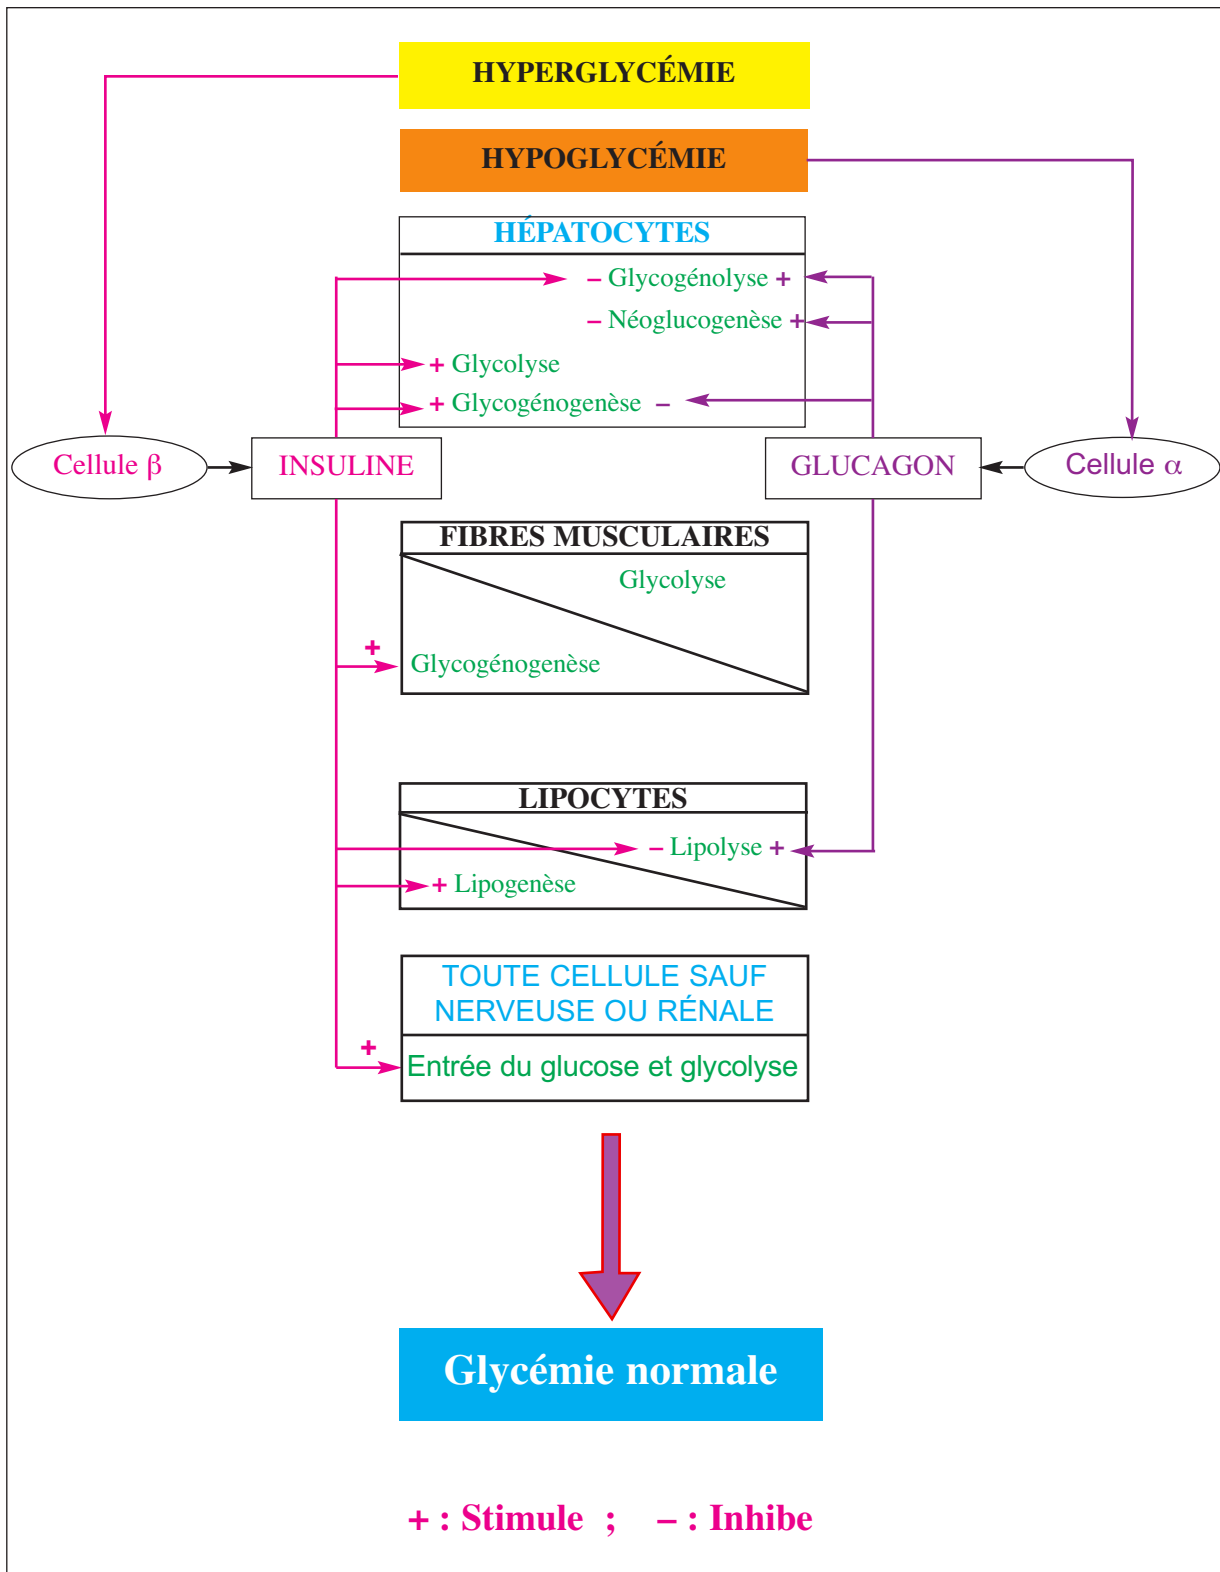 HYPERGLYCÉMIE
HYPOGLYCÉMIE
HÉPATOCYTES
– Glycogénolyse +
– Néoglucogenèse +
+ Glycolyse
+ Glycogénogenèse –
Cellule β
INSULINE
GLUCAGON
Cellule α
FIBRES MUSCULAIRES
Glycolyse
+
Glycogénogenèse
LIPOCYTES
– Lipolyse +
+ Lipogenèse
TOUTE CELLULE SAUF
NERVEUSE OU RÉNALE
+
Entrée du glucose et glycolyse
Glycémie normale
+ : Stimule ; – : Inhibe